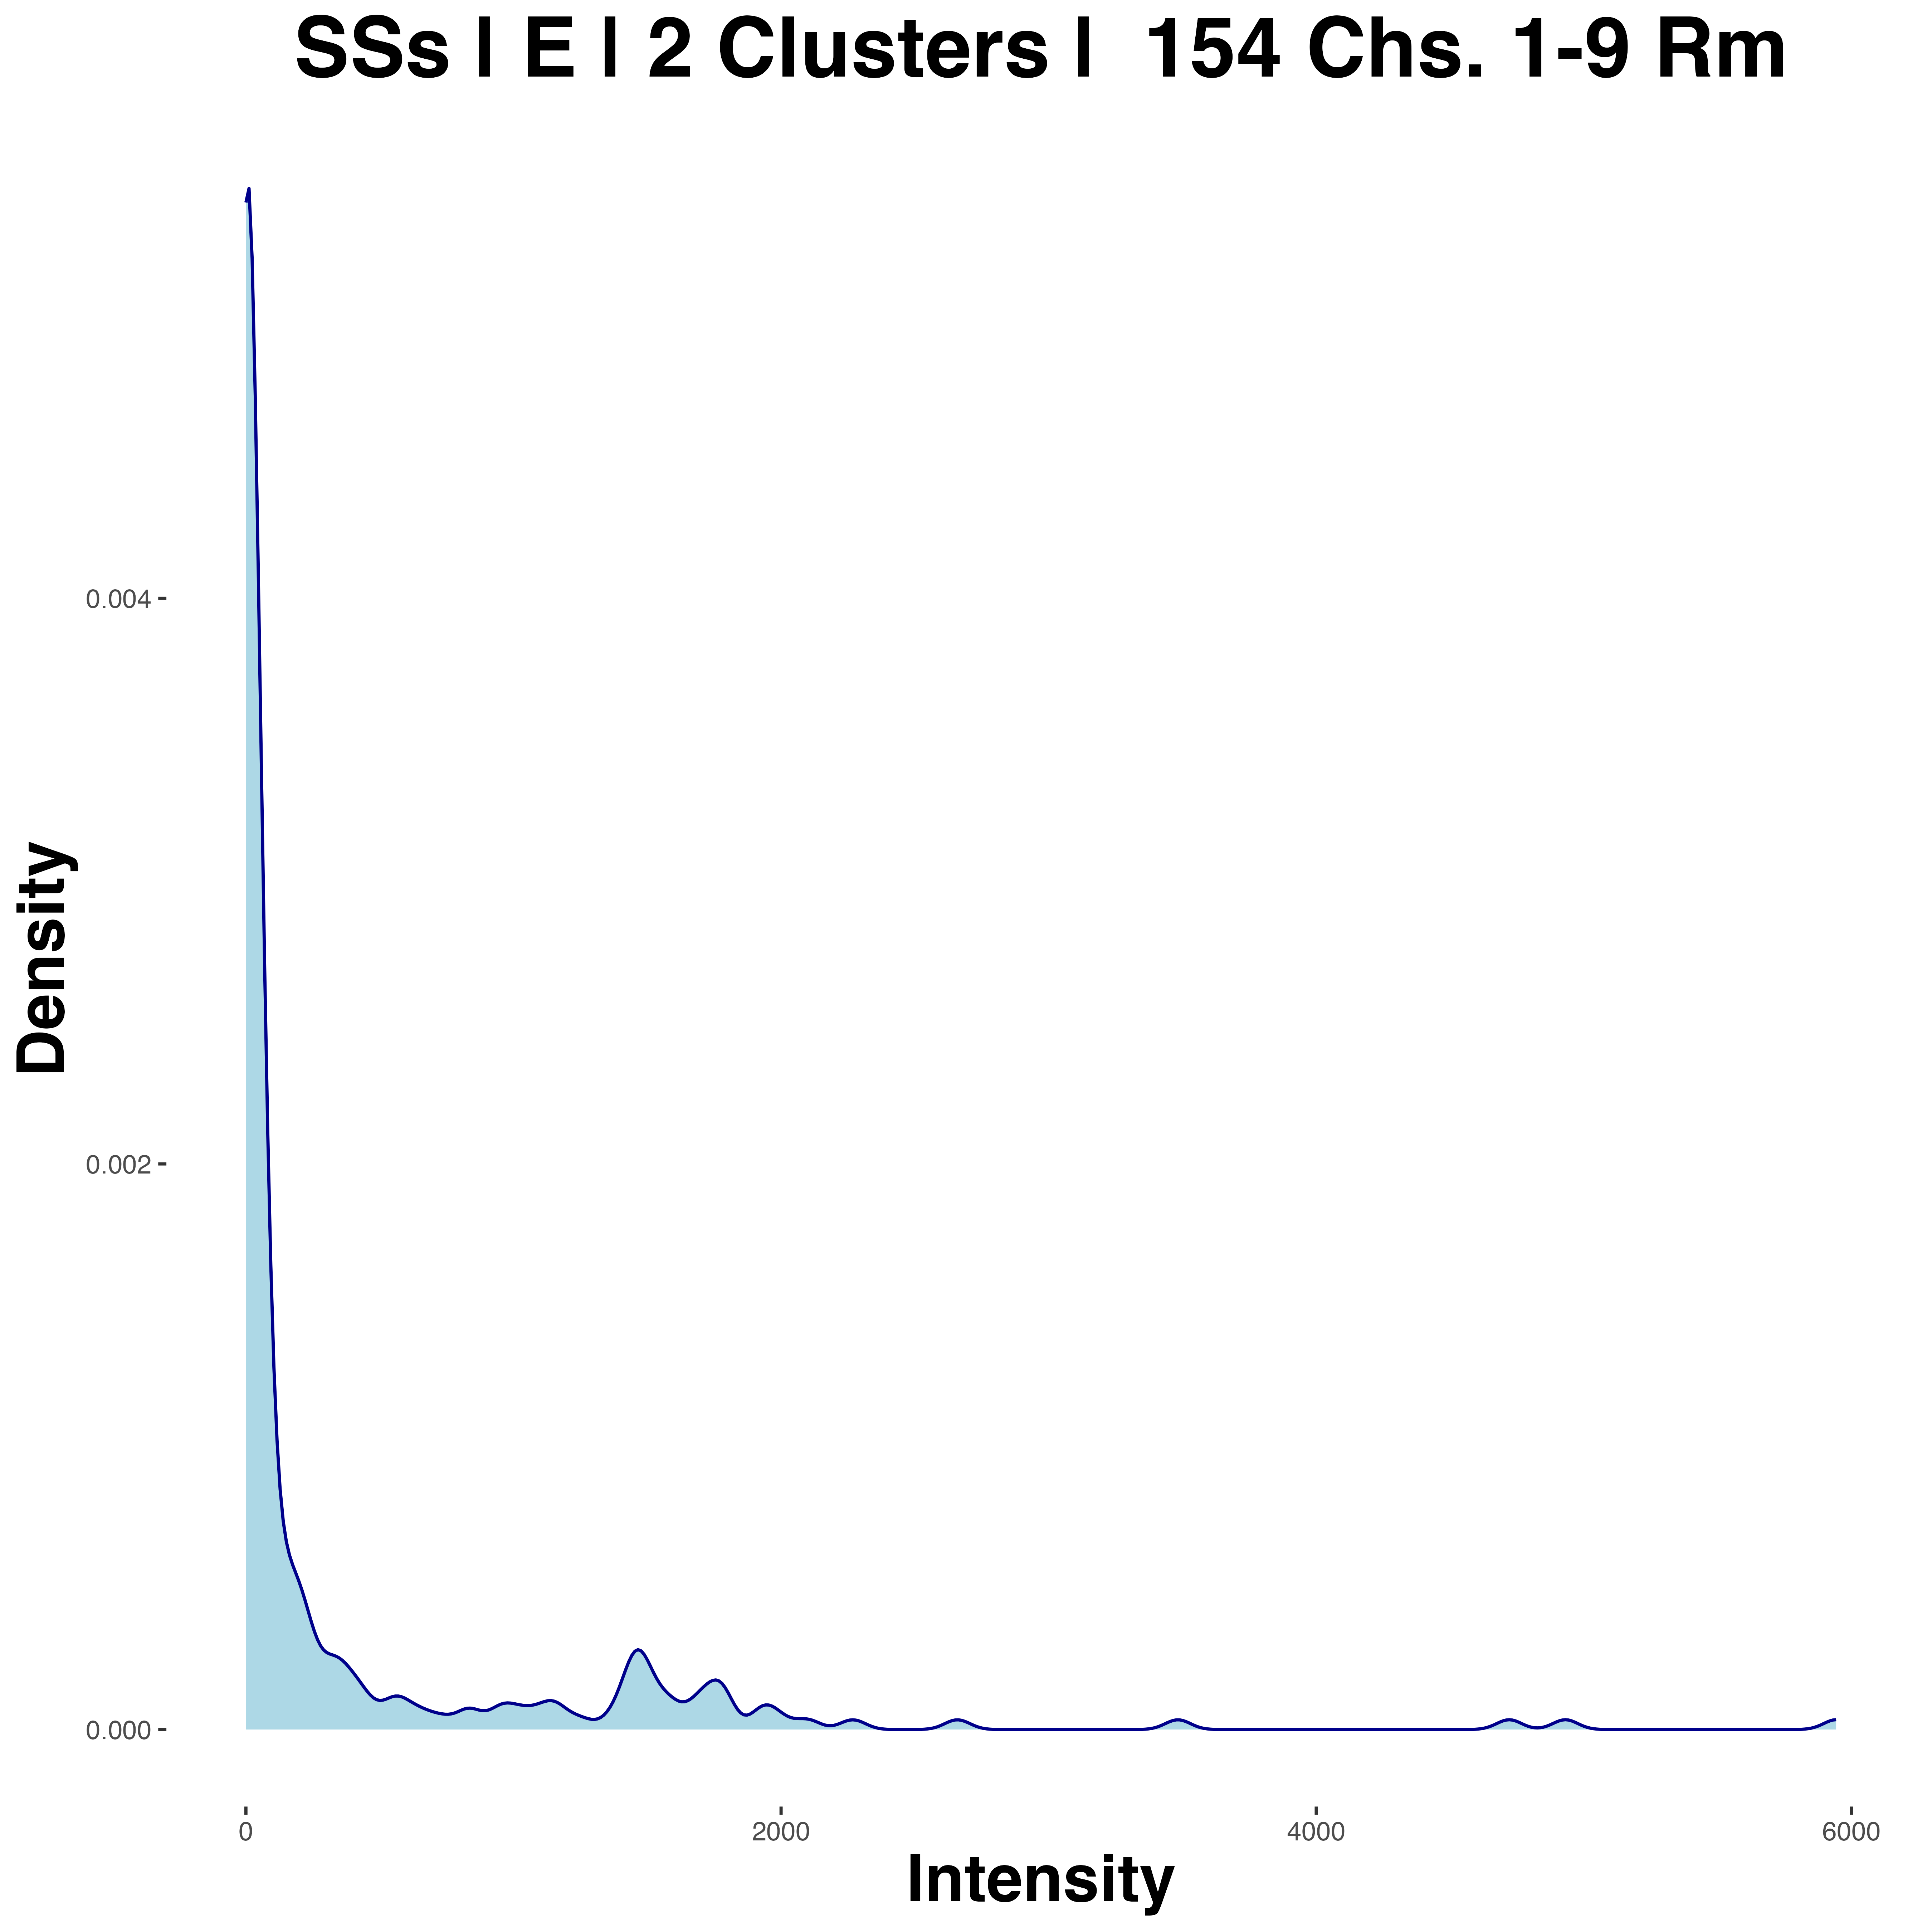 SSs | E | 2 Clusters |  154 Chs. 1-9 Rm
Density
0.004
0.002
0.000
0
2000
4000
6000
Intensity